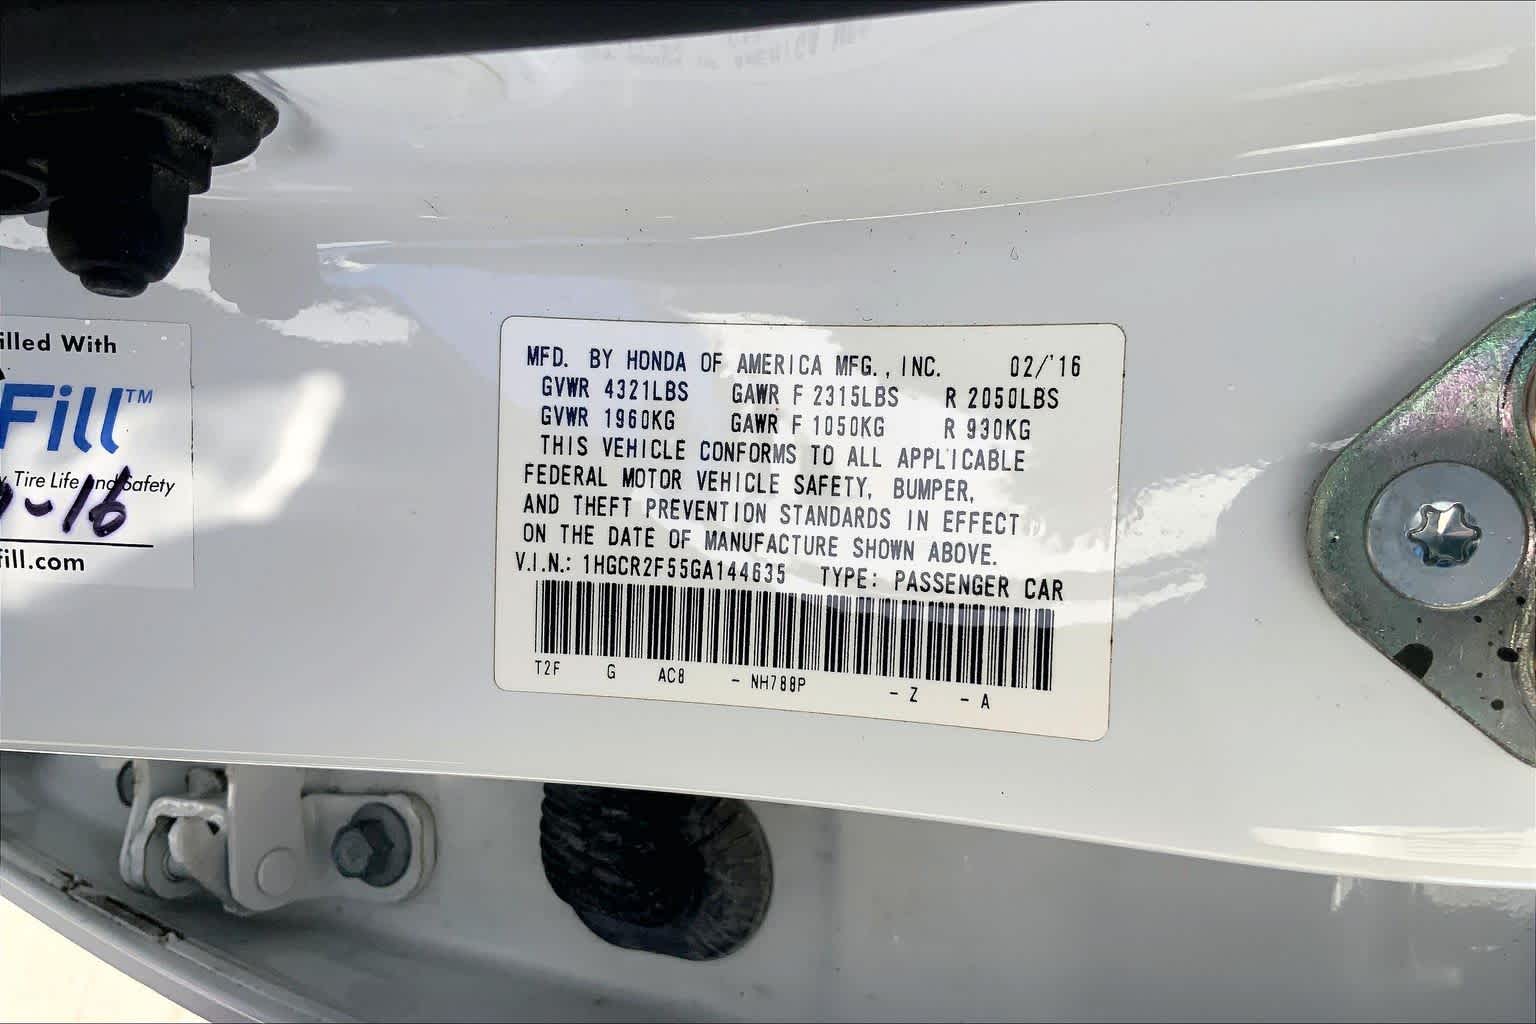 illed With
Fill™
Tire Life and Safety
-16
fill.com
MFD. BY HONDA OF AMERICA MFG., INC. 02/'16
GVWR 4321LBS GAWR F 2315LBS R 2050LBS
GVWR 1960KG GAWR F 1050KG R 930KG
THIS VEHICLE CONFORMS TO ALL APPLICABLE
FEDERAL MOTOR VEHICLE SAFETY, BUMPER,
AND THEFT PREVENTION STANDARDS IN EFFECT
ON THE DATE OF MANUFACTURE SHOWN ABOVE.
V.I.N.: 1HGCR2F55GA144635 TYPE: PASSENGER CAR
T2F G AC8 - NH788P - Z - A